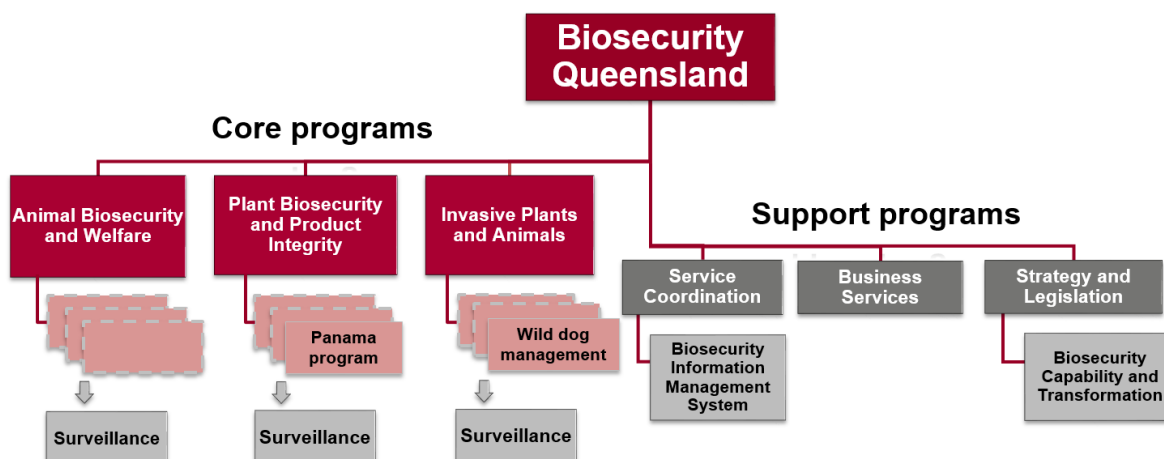 Biosecurity
Queensland
Core programs
Animal Biosecurity
and Welfare
Plant Biosecurity
and Product
Integrity
Invasive Plants
and Animals
Support programs
Service
Coordination
Business
Services
Strategy and
Legislation
Panama
program
Wild dog
management
Biosecurity
Information
Management
System
Biosecurity
Capability and
Transformation
Surveillance
Surveillance
Surveillance